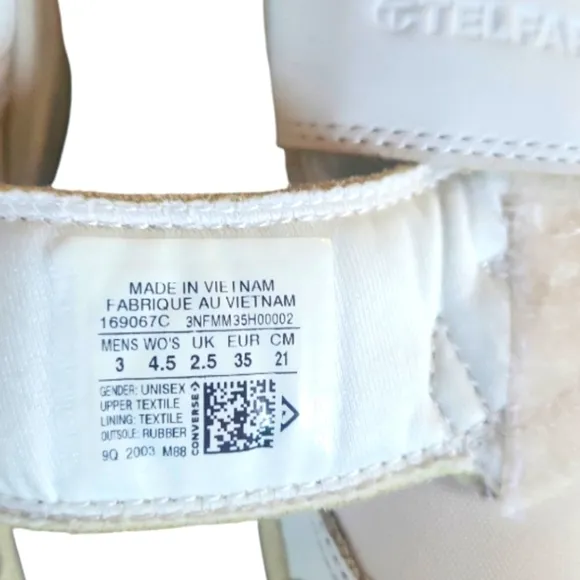 TELFA
MADE IN VIETNAM
FABRIQUE AU VIETNAM
169067C 3NFMM35H00002
MENS WO'S UK EUR CM
3 4.5 2.5 35 21
GENDER: UNISEX
UPPER TEXTILE
LINING: TEXTILE
OUTSOLE: RUBBER
CONVERSE
9Q 2003 M88